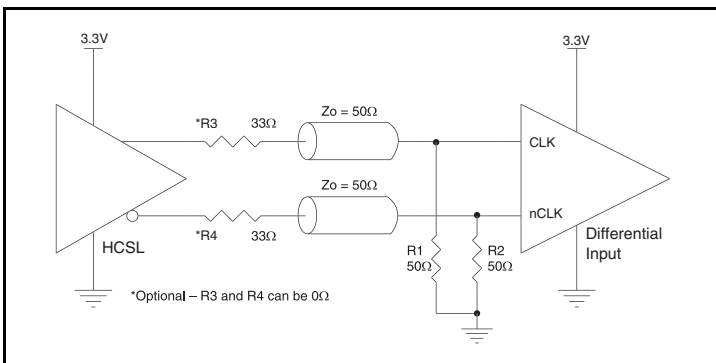 3.3V
3.3V
*R3
33Ω
Zo = 50Ω
CLK
Zo = 50Ω
nCLK
*R4
33Ω
HCSL
R1
50Ω
R2
50Ω
Differential
Input
*Optional – R3 and R4 can be 0Ω